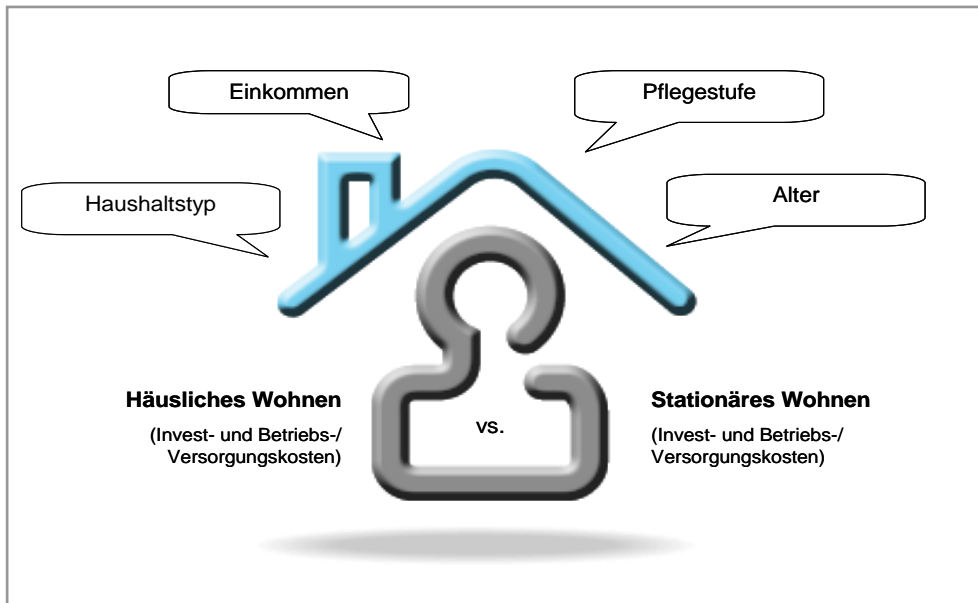 Einkommen
Pflegestufe
Haushaltstyp
Alter
Häusliches Wohnen
(Invest- und Betriebs-/
Versorgungskosten)
vs.
Stationäres Wohnen
(Invest- und Betriebs-/
Versorgungskosten)